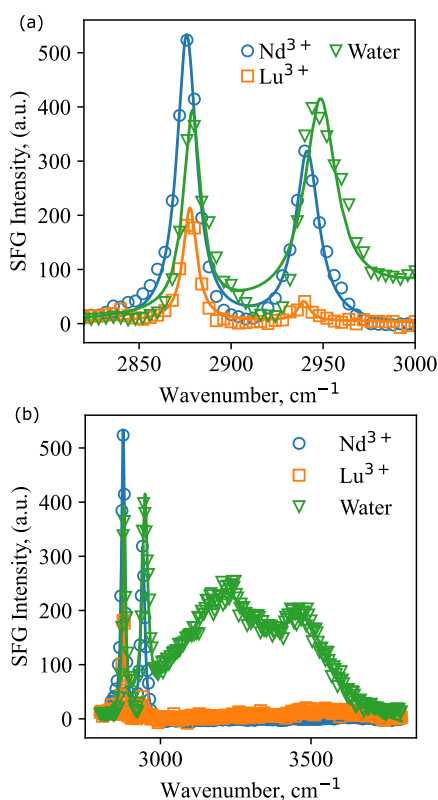 (a)
500
400
300
200
100
0
SFG Intensity, (a.u.)
Nd³⁺
Lu³⁺
Water
2850
2900
2950
3000
Wavenumber, cm⁻¹
(b)
500
400
300
200
100
0
SFG Intensity, (a.u.)
Nd³⁺
Lu³⁺
Water
3000
3500
Wavenumber, cm⁻¹